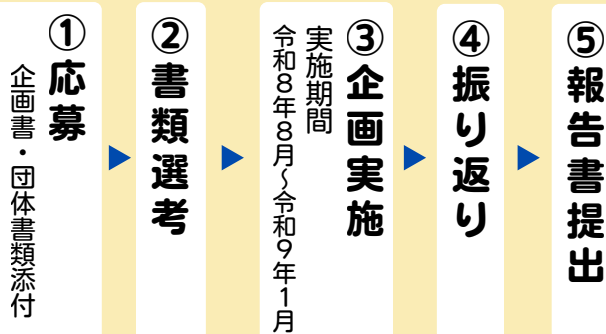 ①応募
企画書・団体書類添付
②書類選考
③企画実施
実施期間
令和8年8月～令和9年1月
④振り返り
⑤報告書提出